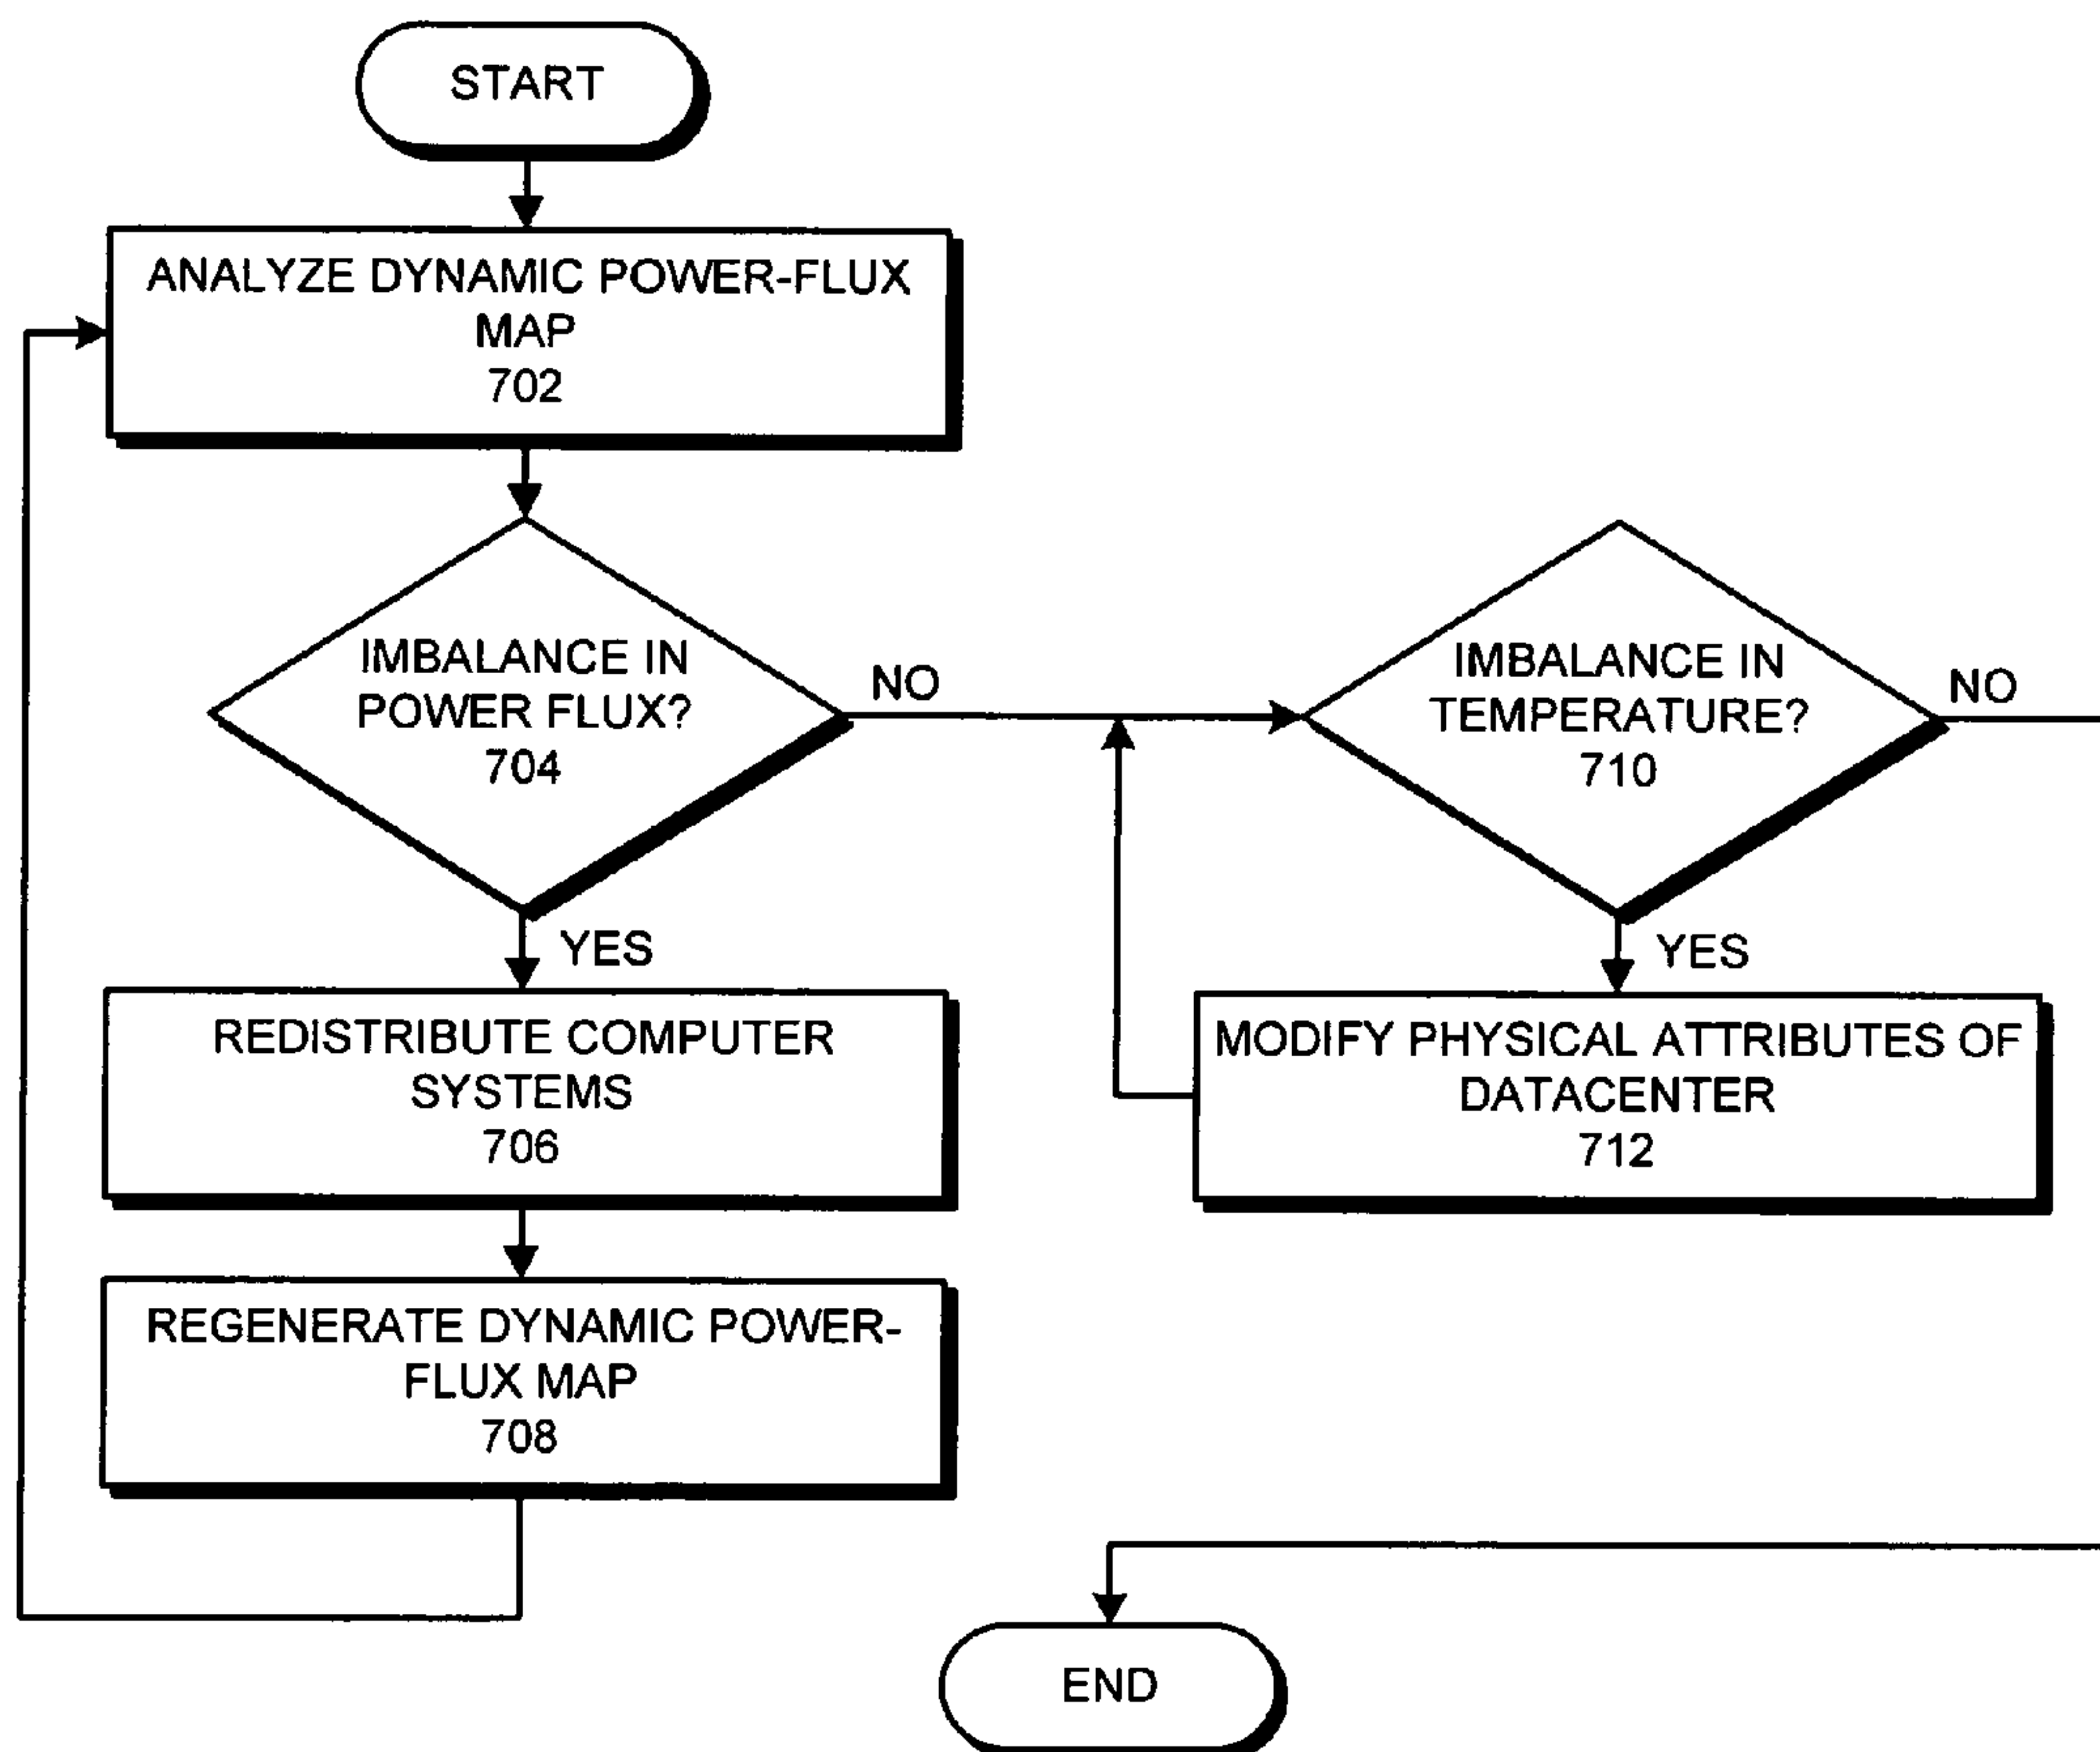 START
ANALYZE DYNAMIC POWER-FLUX
MAP
702
IMBALANCE IN
POWER FLUX?
704
NO
YES
REDISTRIBUTE COMPUTER
SYSTEMS
706
REGENERATE DYNAMIC POWER-
FLUX MAP
708
IMBALANCE IN
TEMPERATURE?
710
NO
YES
MODIFY PHYSICAL ATTRIBUTES OF
DATACENTER
712
END